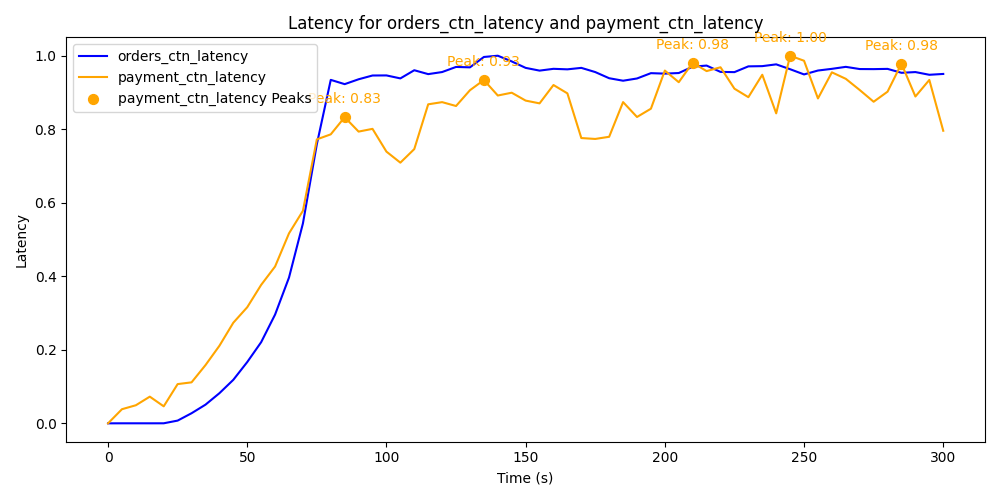 Latency for orders_ctn_latency and payment_ctn_latency
Peak: 1.00
Peak: 0.98
Peak: 0.98
orders_ctn_latency
Peak: 0.93
payment_ctn_latency
payment_ctn_latency Peaks
eak: 0.83
1.0
0.8
0.6
0.4
0.2
0.0
Latency
0
50
100
150
200
250
300
Time (s)